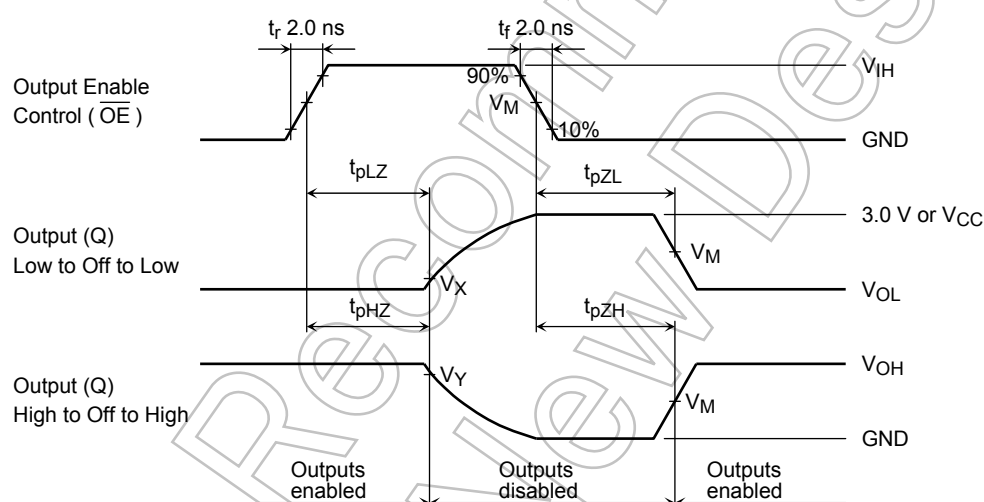 tr 2.0 ns
tf 2.0 ns
Output Enable
Control ( OE )
90%
VM
10%
VIH
GND
tpLZ
tpZL
Output (Q)
Low to Off to Low
VX
VM
3.0 V or VCC
VOL
tpHZ
tpZH
Output (Q)
High to Off to High
VY
VM
VOH
GND
Outputs
enabled
Outputs
disabled
Outputs
enabled